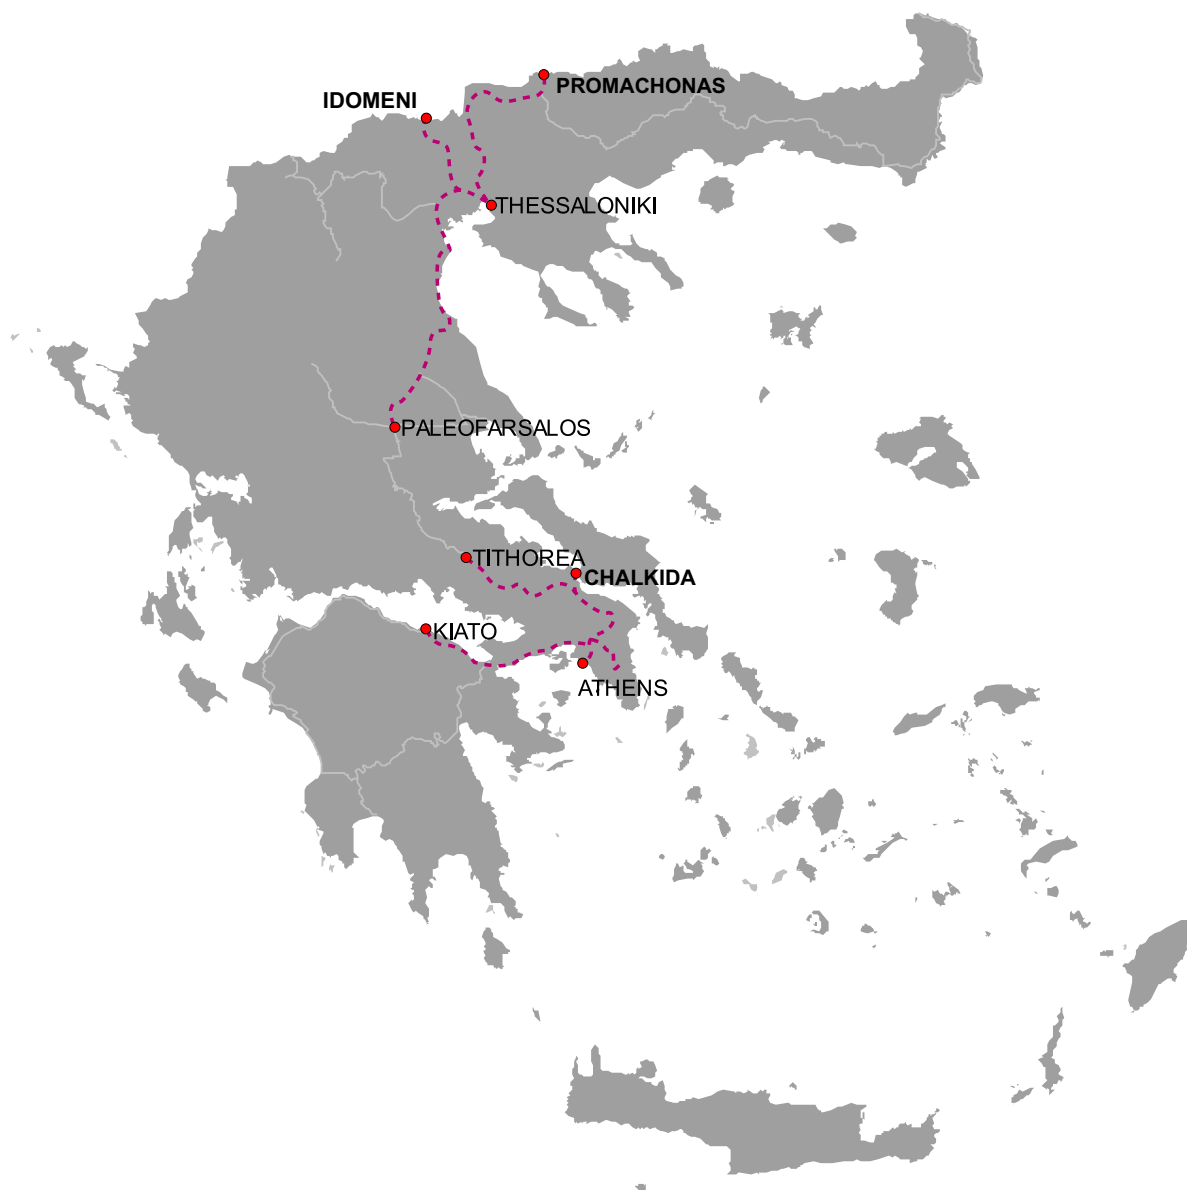 PROMACHONAS
IDOMENI
THESSALONIKI
PALEOFARSALOS
TITHOREA
CHALKIDA
KIATO
ATHENS